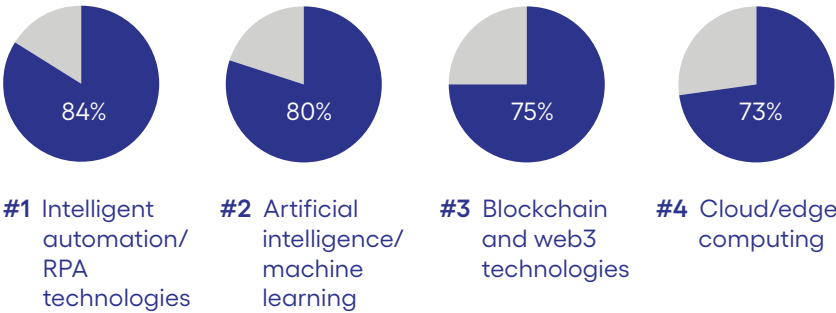 84%
80%
75%
73%
#1 Intelligent
automation/
RPA
technologies
#2 Artificial
intelligence/
machine
learning
#3 Blockchain
and web3
technologies
#4 Cloud/edge
computing